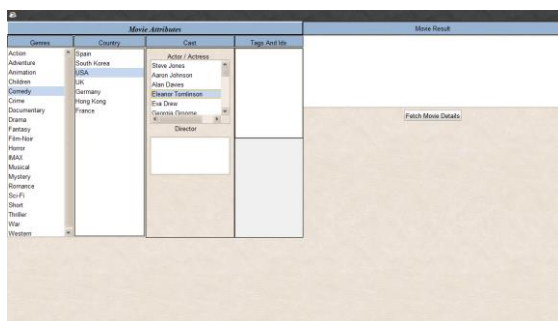 Movie Attributes
Movie Result
Genres
Country
Cast
Tags And Ids
Action
Adventure
Animation
Children
Comedy
Crime
Documentary
Drama
Fantasy
Film-Noir
Horror
IMAX
Musical
Mystery
Romance
Sci-Fi
Short
Thriller
War
Western
Spain
South Korea
USA
UK
Germany
Hong Kong
France
Actor / Actress
Steve Jones
Aaron Johnson
Alan Davies
Eleanor Tomlinson
Eva Drew
Georgia Groome
Director
Fetch Movie Details